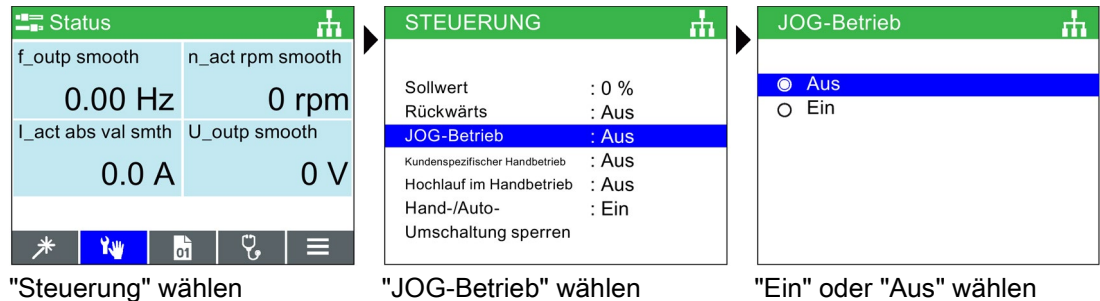 Status
f_outp smooth
n_act rpm smooth
0.00 Hz
0 rpm
I_act abs val smth
U_outp smooth
0.0 A
0 V
01
"Steuerung" wählen
STEUERUNG
Sollwert : 0 %
Rückwärts : Aus
JOG-Betrieb : Aus
Kundenspezifischer Handbetrieb : Aus
Hochlauf im Handbetrieb : Aus
Hand-/Auto- : Ein
Umschaltung sperren
"JOG-Betrieb" wählen
JOG-Betrieb
Aus
Ein
"Ein" oder "Aus" wählen